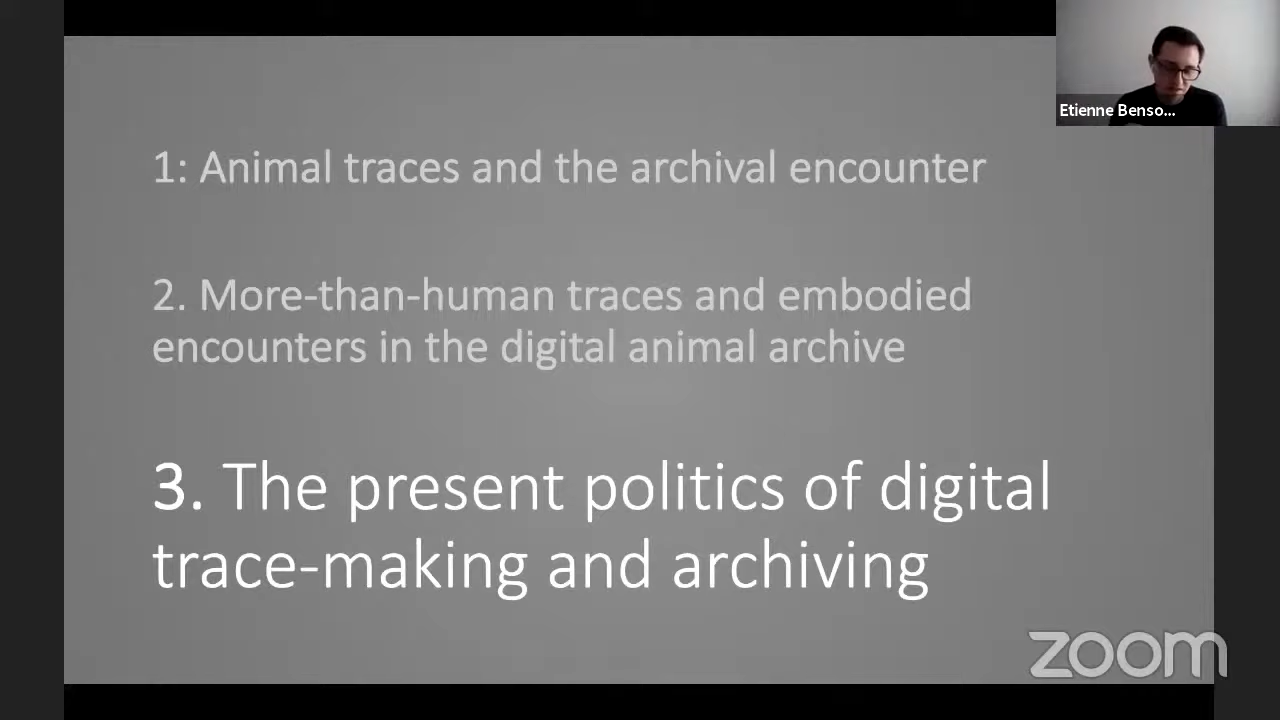 Etienne Benso...
1: Animal traces and the archival encounter
2. More-than-human traces and embodied
encounters in the digital animal archive
3. The present politics of digital
trace-making and archiving
zoom